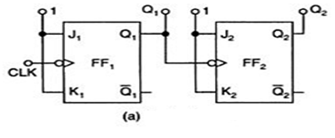 1 Q₁ 1 Q₂
J₁ Q₁ J₂ Q₂
CLK FF₁ FF₂
K₁ Q̅₁ K₂ Q̅₂
(a)